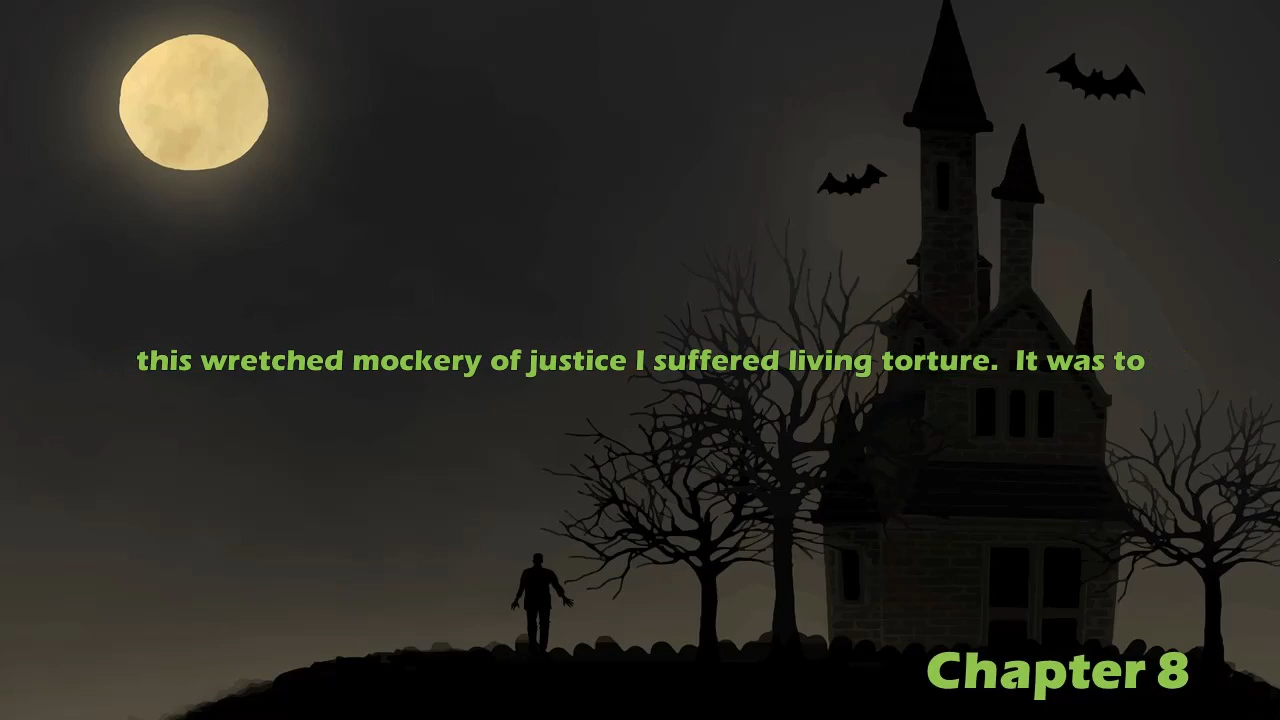 this wretched mockery of justice I suffered living torture.  It was to
Chapter 8